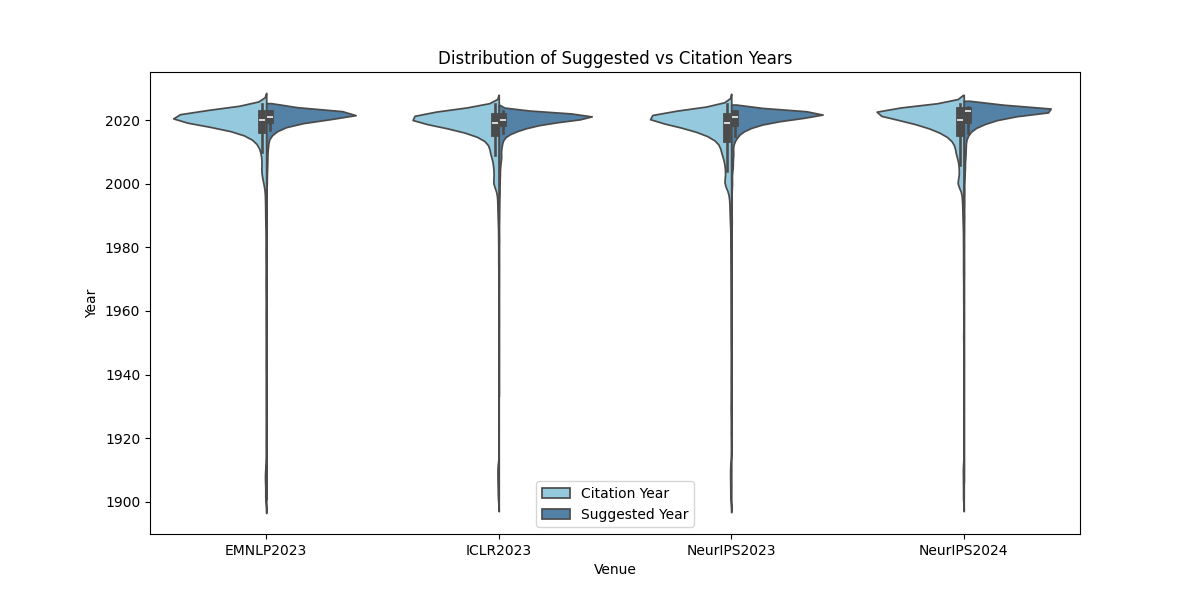 Distribution of Suggested vs Citation Years
Year
2020
2000
1980
1960
1940
1920
1900
Citation Year
Suggested Year
EMNLP2023
ICLR2023
NeurIPS2023
NeurIPS2024
Venue